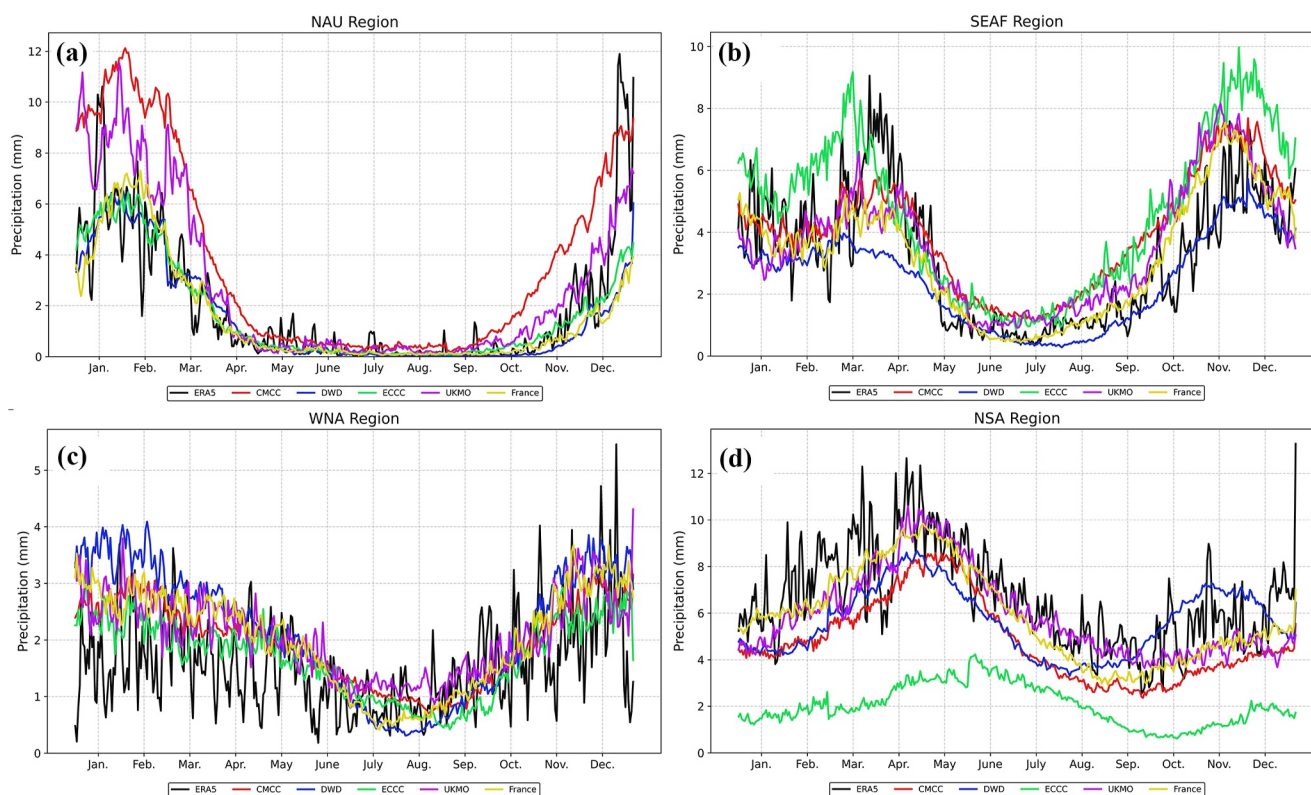 NAU Region
(a)
Precipitation (mm)
12
10
8
6
4
2
0
Jan. Feb. Mar. Apr. May June July Aug. Sep. Oct. Nov. Dec.
ERA5 CMCC DWD ECCC UKMO France
SEAF Region
(b)
Precipitation (mm)
10
8
6
4
2
0
Jan. Feb. Mar. Apr. May June July Aug. Sep. Oct. Nov. Dec.
ERA5 CMCC DWD ECCC UKMO France
WNA Region
(c)
Precipitation (mm)
5
4
3
2
1
0
Jan. Feb. Mar. Apr. May June July Aug. Sep. Oct. Nov. Dec.
ERA5 CMCC DWD ECCC UKMO France
NSA Region
(d)
Precipitation (mm)
12
10
8
6
4
2
0
Jan. Feb. Mar. Apr. May June July Aug. Sep. Oct. Nov. Dec.
ERA5 CMCC DWD ECCC UKMO France